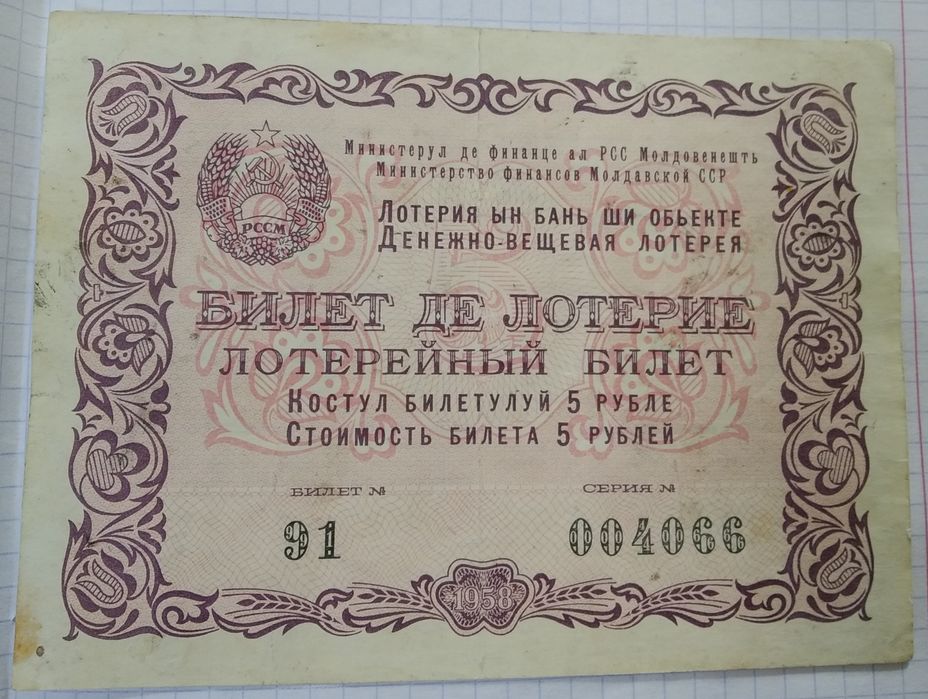 РССМ
Министерул де финанце ал РСС Молдовенешть
Министерство финансов Молдавской ССР
Лотерия ын бань ши обьекте
Денежно-вещевая лотерея
БИЛЕТ ДЕ ЛОТЕРИЕ
ЛОТЕРЕЙНЫЙ БИЛЕТ
Костул билетулуй 5 рубле
Стоимость билета 5 рублей
БИЛЕТ № СЕРИЯ №
91 004066
1958